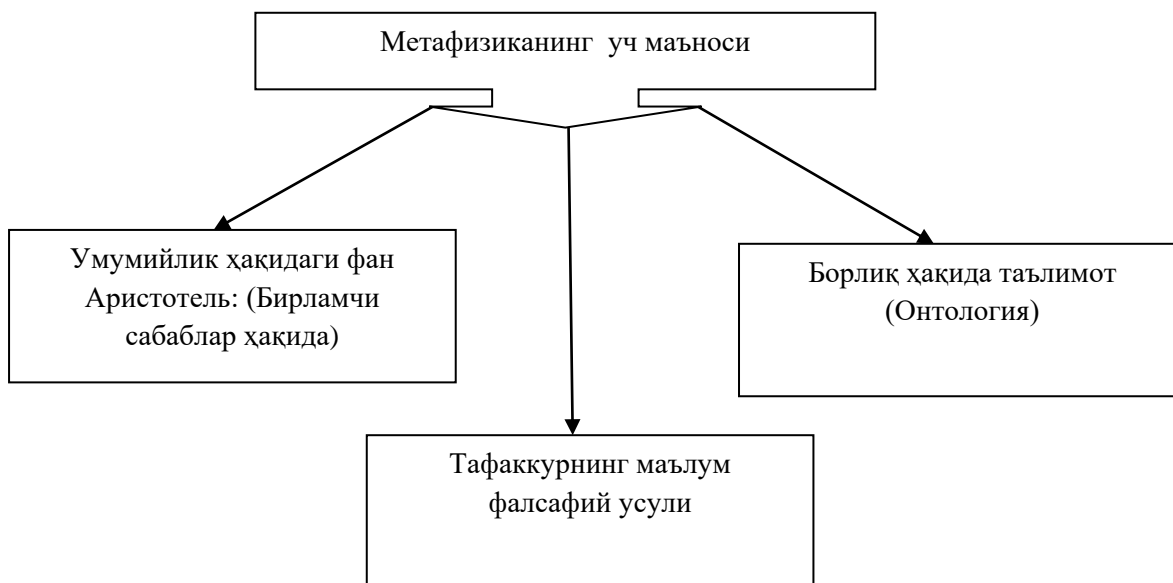 Метафизиканинг уч маъноси
Умумийлик ҳақидаги фан
Аристотель: (Бирламчи
сабаблар ҳақида)
Борлиқ ҳақида таълимот
(Онтология)
Тафаккурнинг маълум
фалсафий усули